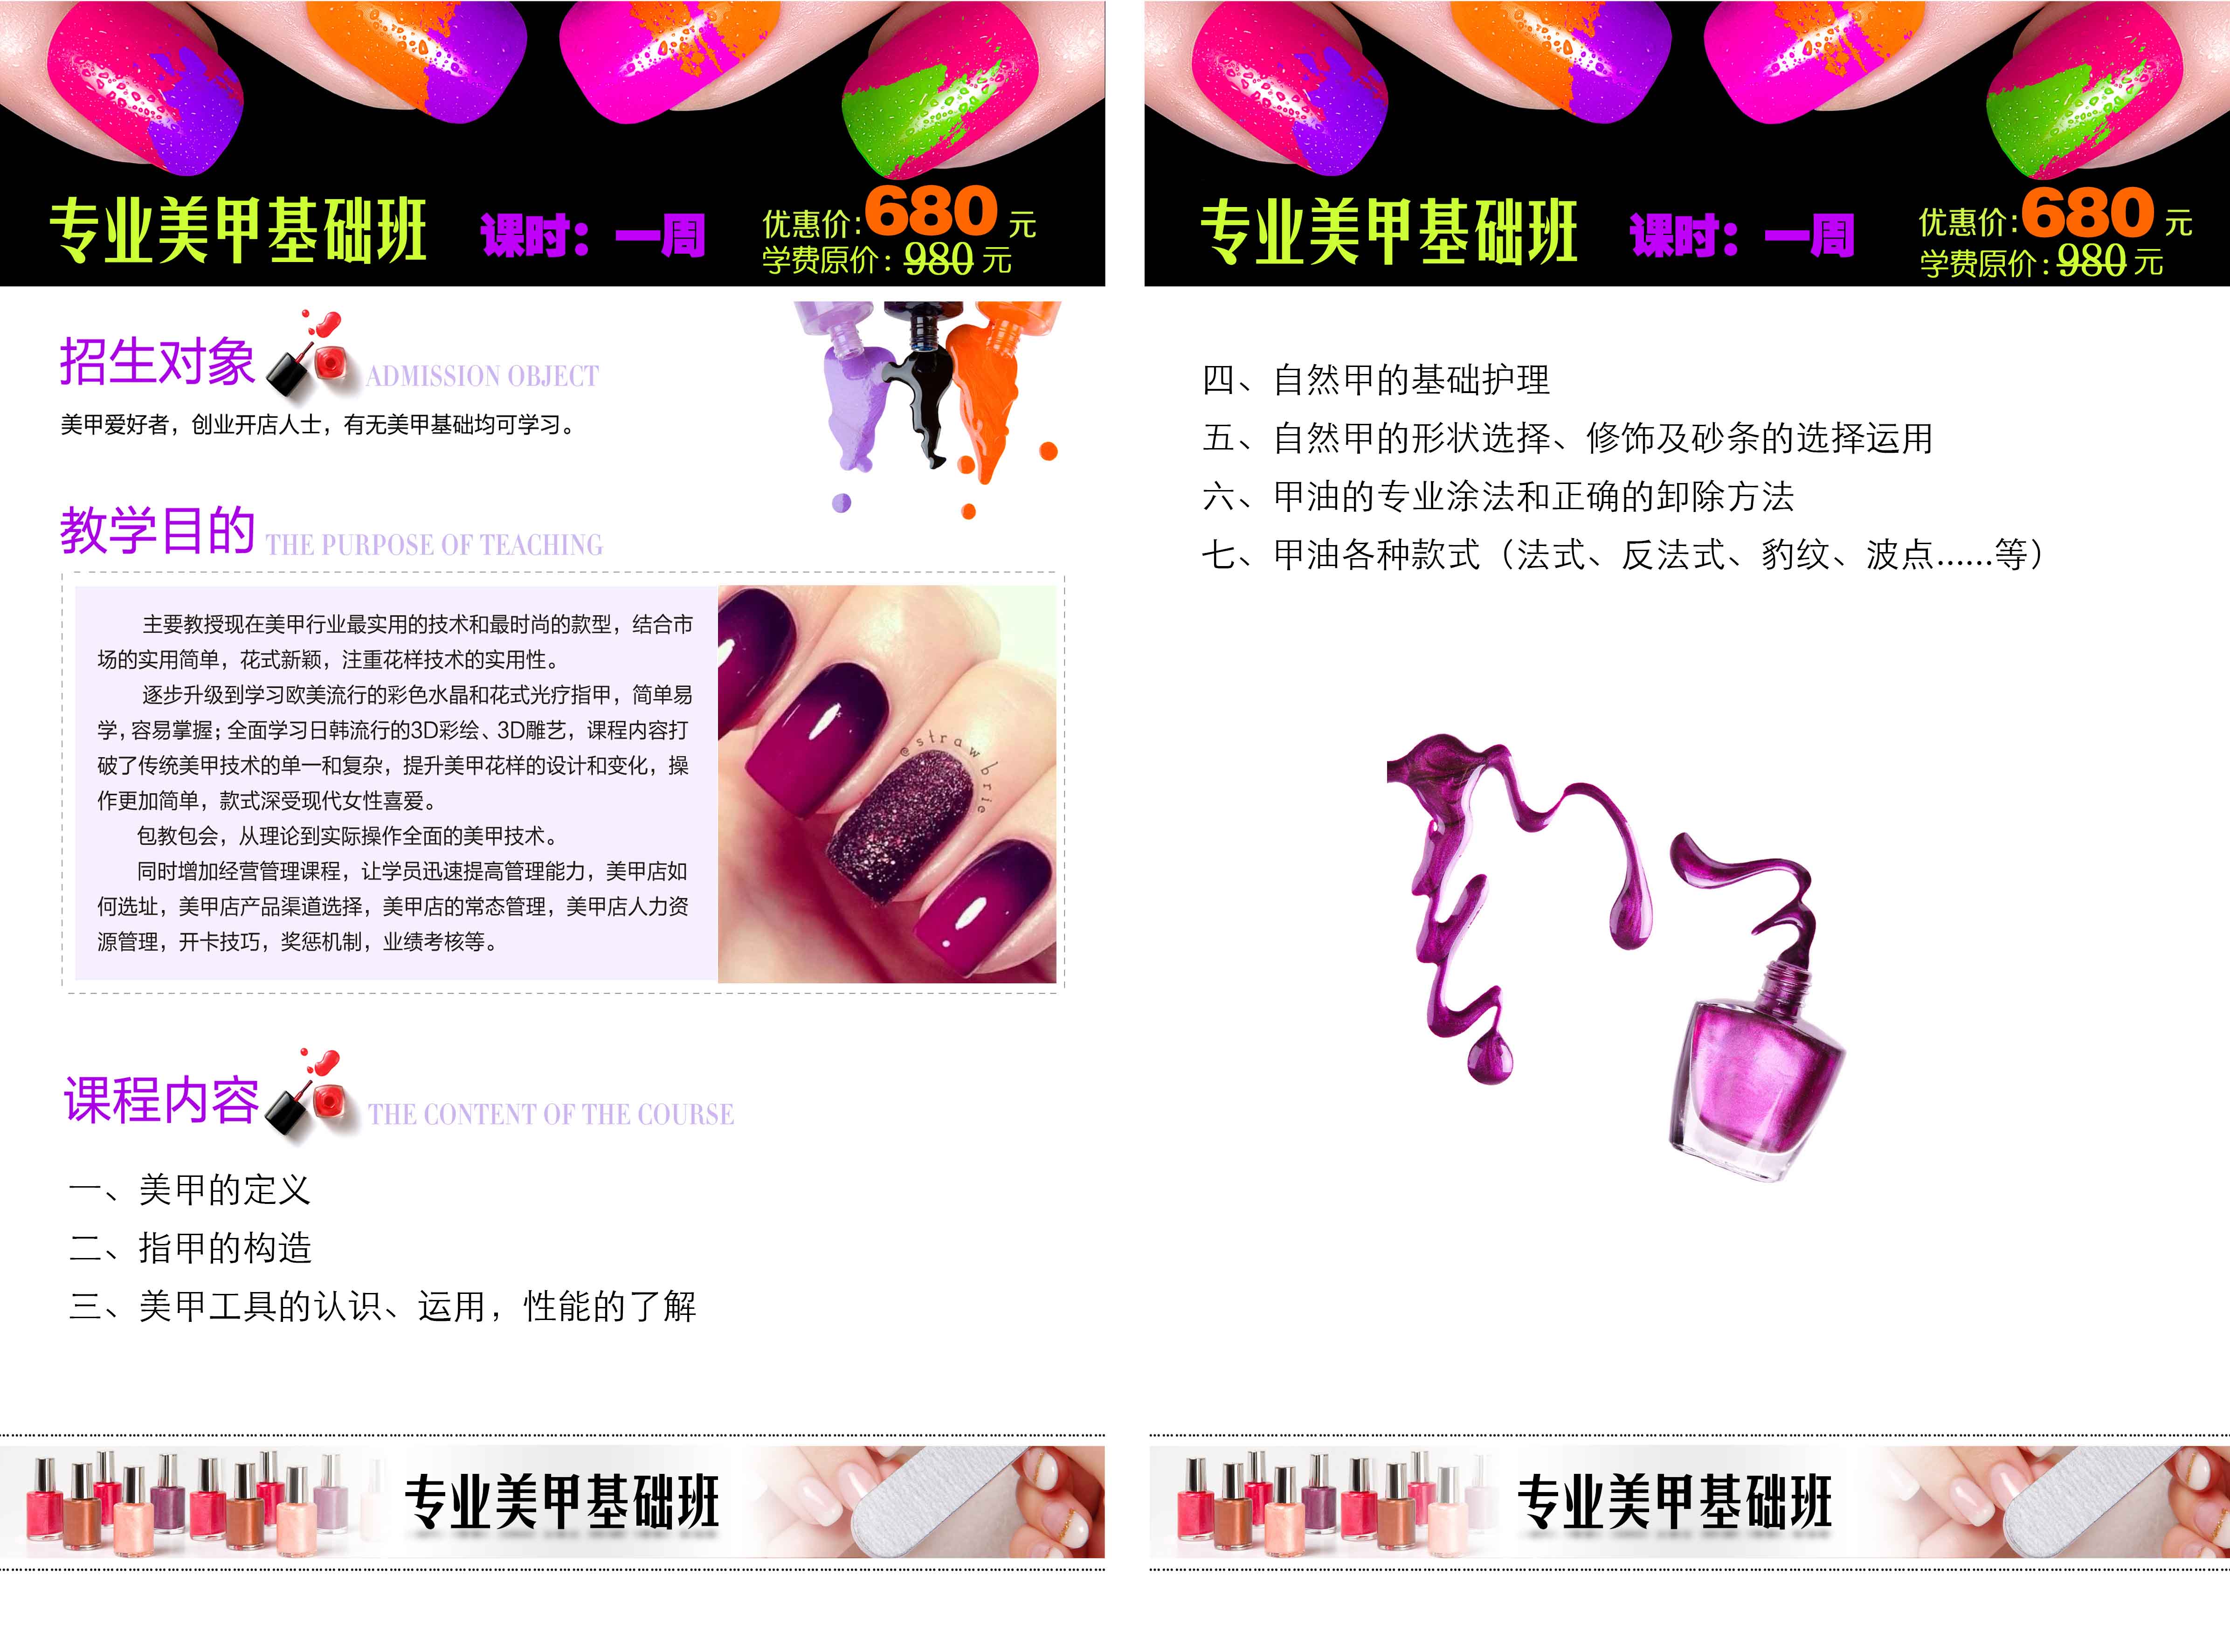 专业美甲基础班
课时：一周
优惠价:680 元
学费原价：980 元
招生对象
ADMISSION OBJECT
美甲爱好者，创业开店人士，有无美甲基础均可学习。
教学目的
THE PURPOSE OF TEACHING
主要教授现在美甲行业最实用的技术和最时尚的款型，结合市
场的实用简单，花式新颖，注重花样技术的实用性。
逐步升级到学习欧美流行的彩色水晶和花式光疗指甲，简单易
学，容易掌握；全面学习日韩流行的3D彩绘、3D雕艺，课程内容打
破了传统美甲技术的单一和复杂，提升美甲花样的设计和变化，操
作更加简单，款式深受现代女性喜爱。
包教包会，从理论到实际操作全面的美甲技术。
同时增加经营管理课程，让学员迅速提高管理能力，美甲店如
何选址，美甲店产品渠道选择，美甲店的常态管理，美甲店人力资
源管理，开卡技巧，奖惩机制，业绩考核等。
@strawbrie
课程内容
THE CONTENT OF THE COURSE
一、美甲的定义
二、指甲的构造
三、美甲工具的认识、运用，性能的了解
专业美甲基础班
专业美甲基础班
课时：一周
优惠价:680 元
学费原价：980 元
四、自然甲的基础护理
五、自然甲的形状选择、修饰及砂条的选择运用
六、甲油的专业涂法和正确的卸除方法
七、甲油各种款式（法式、反法式、豹纹、波点......等）
专业美甲基础班